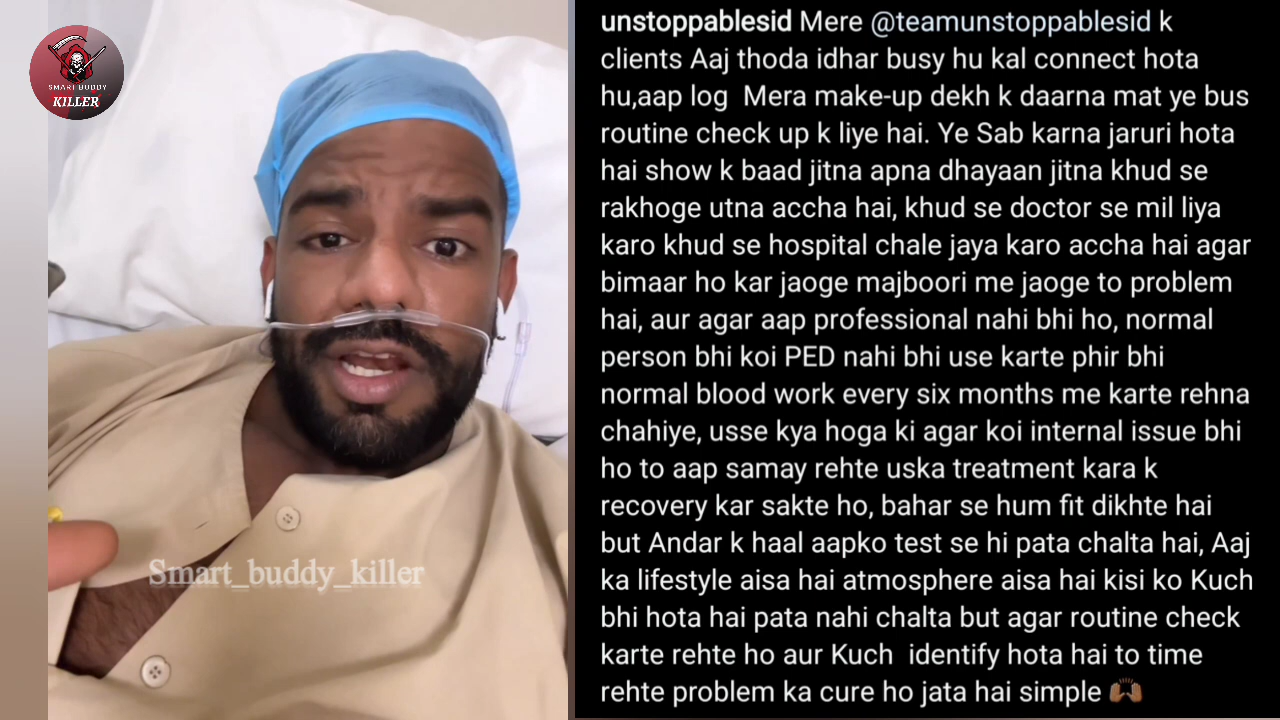 SMART BUDDY
KILLER
Smart_buddy_killer
unstoppablesid Mere @teamunstoppablesid k
clients Aaj thoda idhar busy hu kal connect hota
hu,aap log  Mera make-up dekh k daarna mat ye bus
routine check up k liye hai. Ye Sab karna jaruri hota
hai show k baad jitna apna dhayaan jitna khud se
rakhoge utna accha hai, khud se doctor se mil liya
karo khud se hospital chale jaya karo accha hai agar
bimaar ho kar jaoge majboori me jaoge to problem
hai, aur agar aap professional nahi bhi ho, normal
person bhi koi PED nahi bhi use karte phir bhi
normal blood work every six months me karte rehna
chahiye, usse kya hoga ki agar koi internal issue bhi
ho to aap samay rehte uska treatment kara k
recovery kar sakte ho, bahar se hum fit dikhte hai
but Andar k haal aapko test se hi pata chalta hai, Aaj
ka lifestyle aisa hai atmosphere aisa hai kisi ko Kuch
bhi hota hai pata nahi chalta but agar routine check
karte rehte ho aur Kuch  identify hota hai to time
rehte problem ka cure ho jata hai simple 🙌🏾